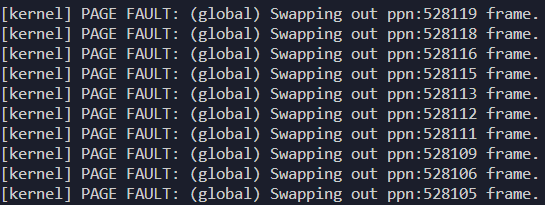 [kernel] PAGE FAULT: (global) Swapping out ppn:528119 frame.
[kernel] PAGE FAULT: (global) Swapping out ppn:528118 frame.
[kernel] PAGE FAULT: (global) Swapping out ppn:528116 frame.
[kernel] PAGE FAULT: (global) Swapping out ppn:528115 frame.
[kernel] PAGE FAULT: (global) Swapping out ppn:528113 frame.
[kernel] PAGE FAULT: (global) Swapping out ppn:528112 frame.
[kernel] PAGE FAULT: (global) Swapping out ppn:528111 frame.
[kernel] PAGE FAULT: (global) Swapping out ppn:528109 frame.
[kernel] PAGE FAULT: (global) Swapping out ppn:528106 frame.
[kernel] PAGE FAULT: (global) Swapping out ppn:528105 frame.